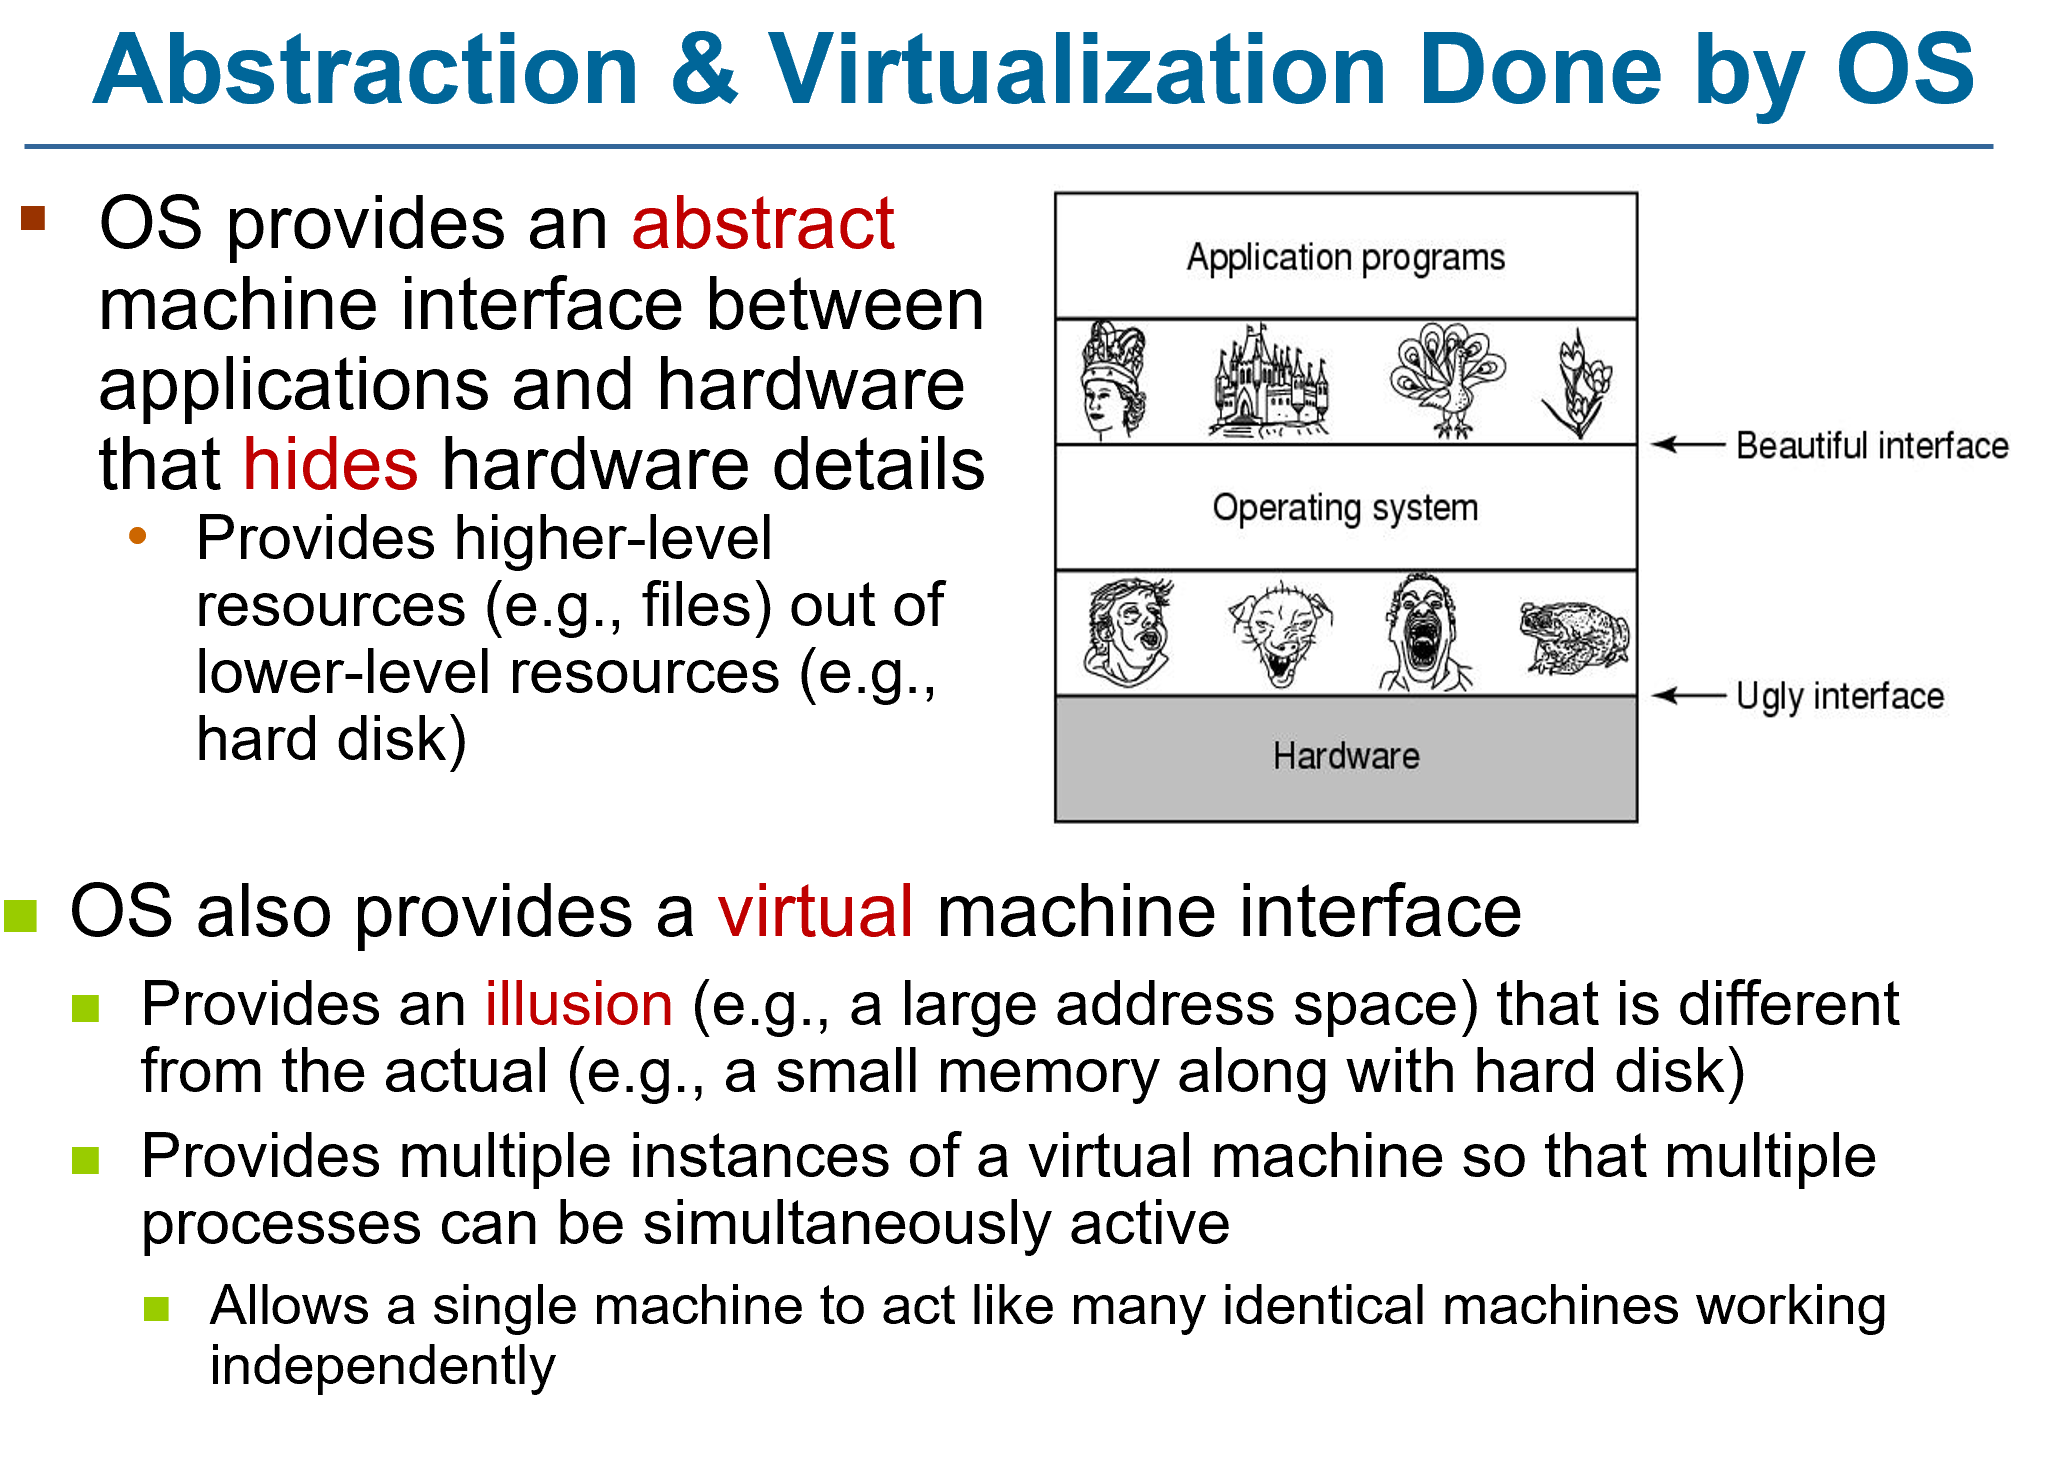 Abstraction & Virtualization Done by OS
OS provides an abstract
machine interface between
applications and hardware
that hides hardware details
Provides higher-level
resources (e.g., files) out of
lower-level resources (e.g.,
hard disk)
Application programs
Beautiful interface
Operating system
Ugly interface
Hardware
OS also provides a virtual machine interface
Provides an illusion (e.g., a large address space) that is different
from the actual (e.g., a small memory along with hard disk)
Provides multiple instances of a virtual machine so that multiple
processes can be simultaneously active
Allows a single machine to act like many identical machines working
independently